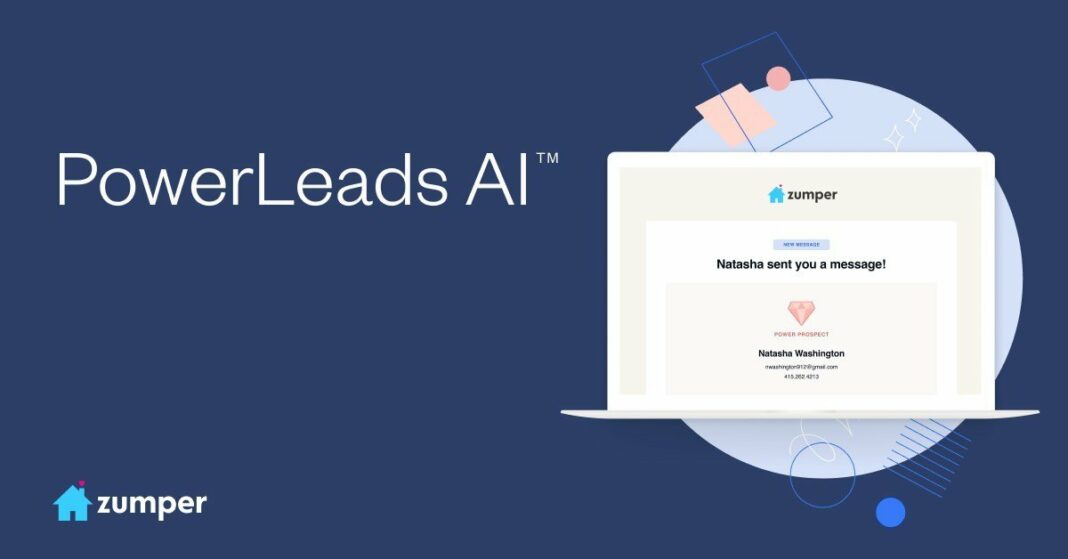 PowerLeads AI™
zumper
NEW MESSAGE
Natasha sent you a message!
POWER PROSPECT
Natasha Washington
nwashington912@gmail.com
415.262.4213
zumper